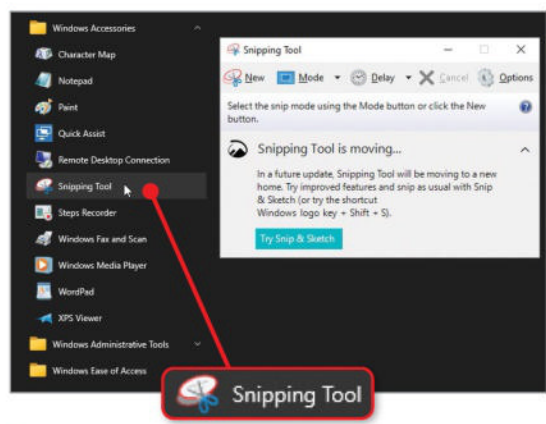 Windows Accessories
Character Map
Notepad
Paint
Quick Assist
Remote Desktop Connection
Snipping Tool
Steps Recorder
Windows Fax and Scan
Windows Media Player
WordPad
XPS Viewer
Windows Administrative Tools
Windows Ease of Access
Snipping Tool
New Mode Delay Cancel Options
Select the snip mode using the Mode button or click the New
button.
Snipping Tool is moving...
In a future update, Snipping Tool will be moving to a new
home. Try improved features and snip as usual with Snip
& Sketch (or try the shortcut
Windows logo key + Shift + S).
Try Snip & Sketch
Snipping Tool